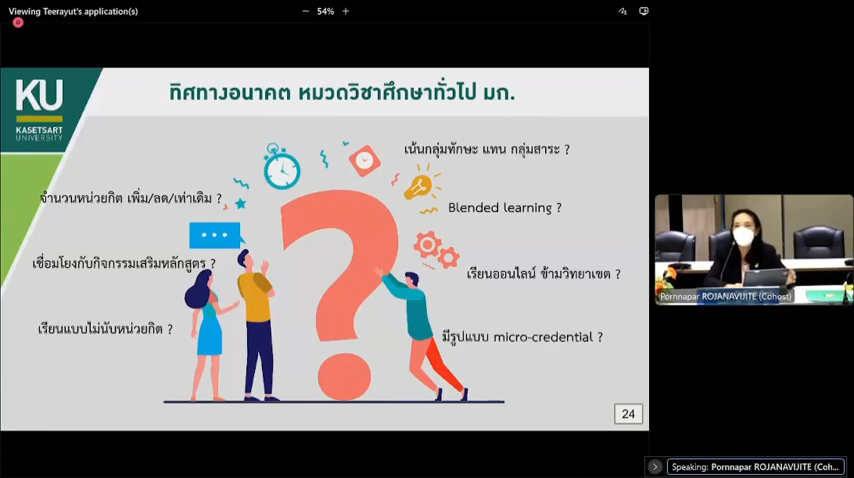 Viewing Teerayut's application(s)
54%
KU
KASETSART
UNIVERSITY
ทิศทางอนาคต หมวดวิชาศึกษาทั่วไป มก.
เน้นกลุ่มทักษะ แทน กลุ่มสาระ ?
จำนวนหน่วยกิต เพิ่ม/ลด/เท่าเดิม ?
Blended learning ?
เชื่อมโยงกับกิจกรรมเสริมหลักสูตร ?
เรียนออนไลน์ ข้ามวิทยาเขต ?
เรียนแบบไม่นับหน่วยกิต ?
มีรูปแบบ micro-credential ?
24
Pornnapar ROJANAVIJITE (Cohost)
Speaking: Pornnapar ROJANAVIJITE (Coh...